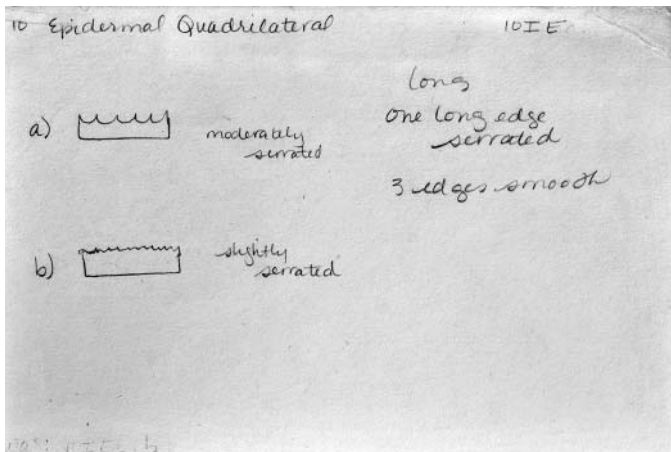 10 Epidermal Quadrilateral 10IE
long
one long edge
serrated
3 edges smooth
a) moderately
serrated
b) slightly
serrated